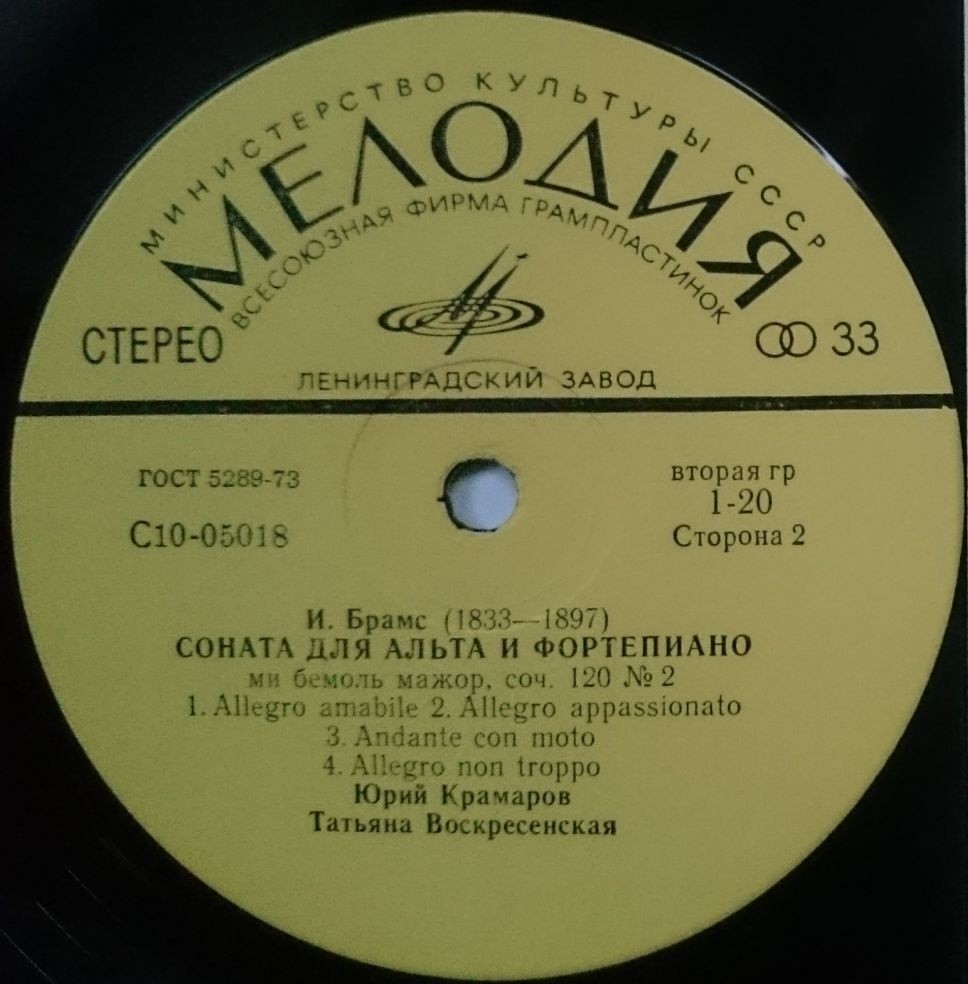 МИНИСТЕРСТВО КУЛЬТУРЫ СССР
МЕЛОДИЯ
ВСЕСОЮЗНАЯ ФИРМА ГРАМПЛАСТИНОК
СТЕРЕО
33
ЛЕНИНГРАДСКИЙ ЗАВОД
ГОСТ 5289-73
С10-05018
вторая гр
1-20
Сторона 2
И. Брамс (1833—1897)
СОНАТА ДЛЯ АЛЬТА И ФОРТЕПИАНО
ми бемоль мажор, соч. 120 № 2
1. Allegro amabile 2. Allegro appassionato
3. Andante con moto
4. Allegro non troppo
Юрий Крамаров
Татьяна Воскресенская